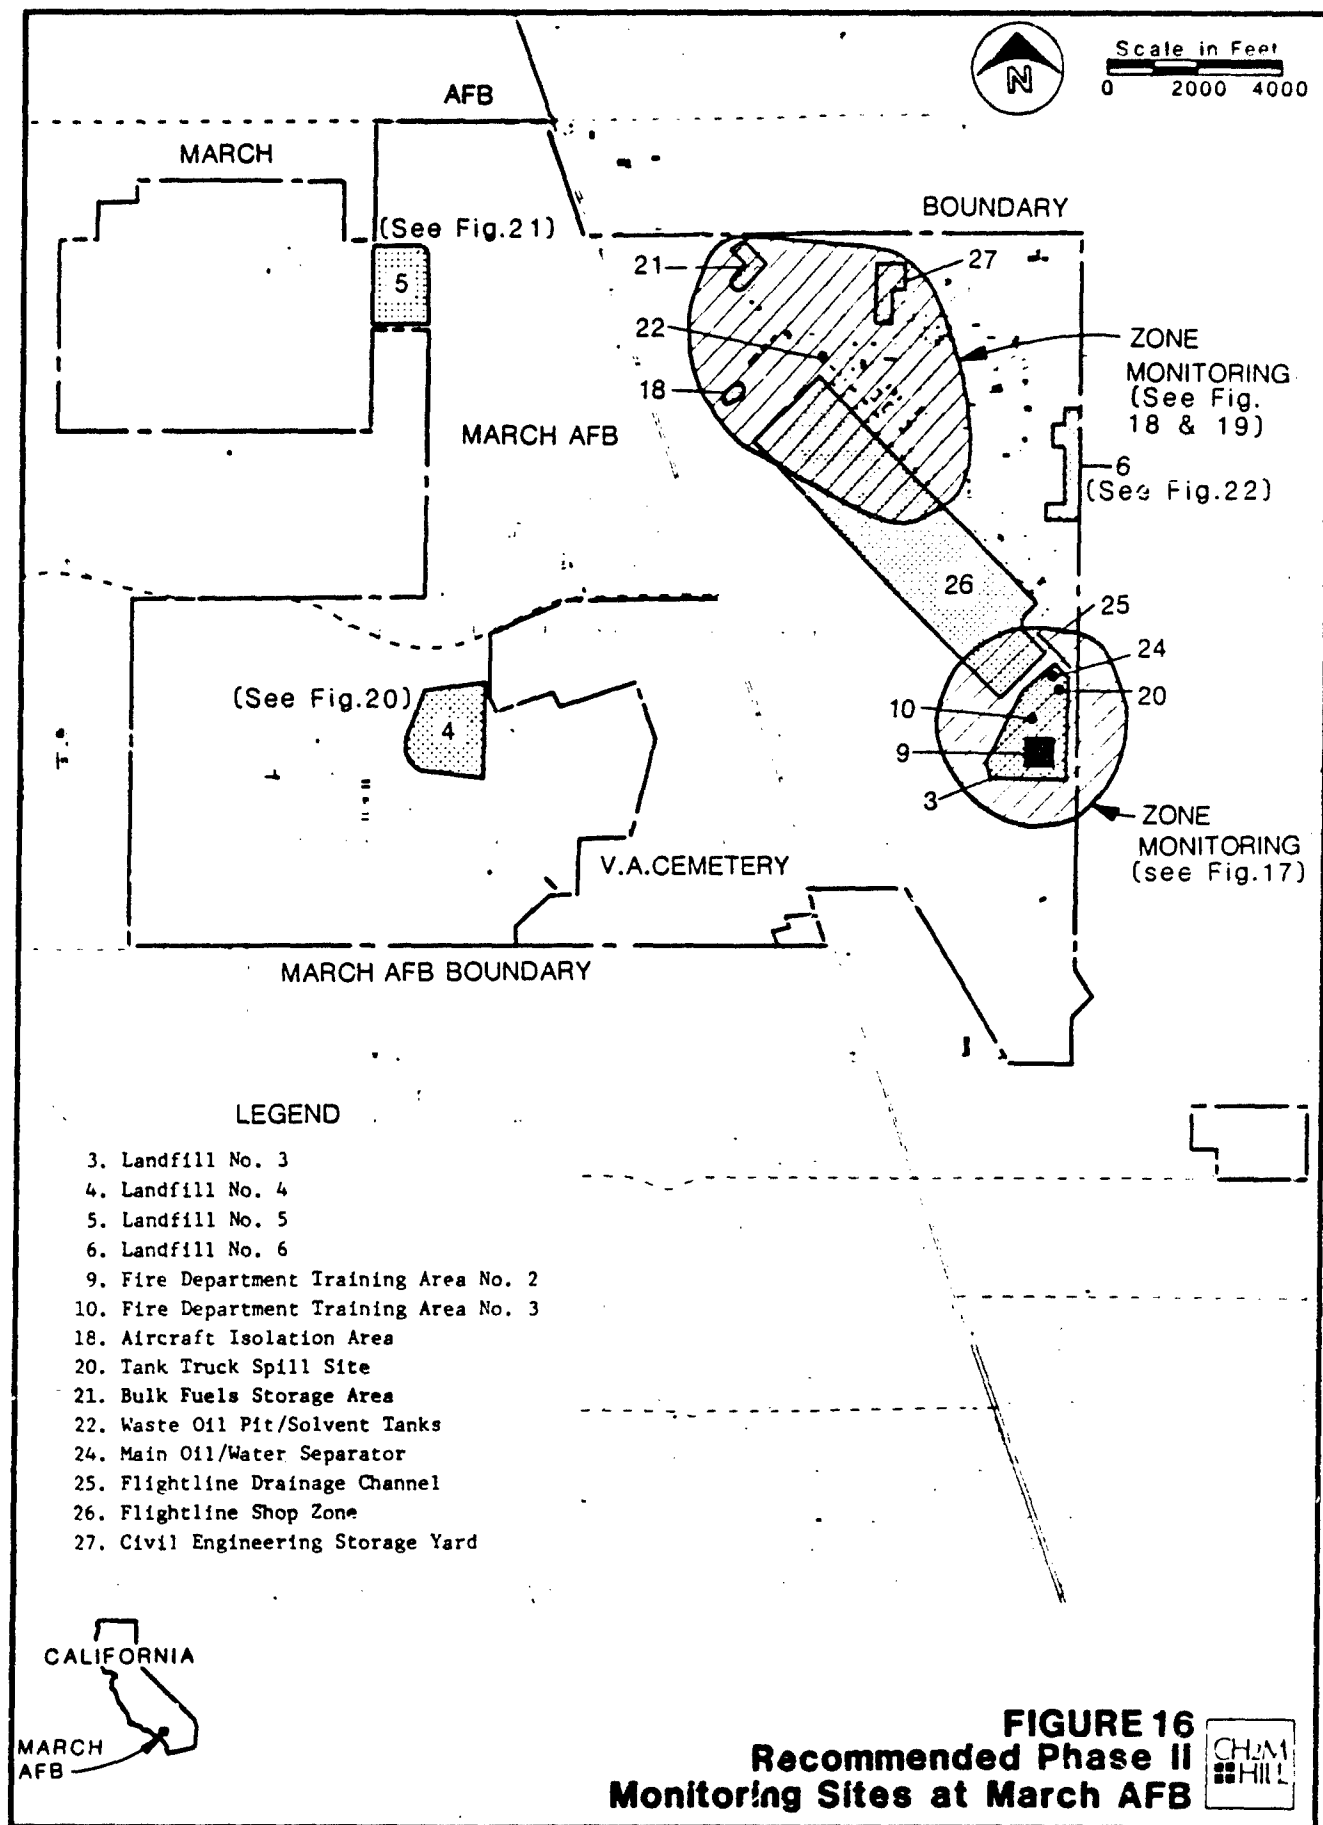 N
Scale in Feet
0 2000 4000
AFB
MARCH
BOUNDARY
(See Fig.21)
5
21
27
22
18
ZONE
MONITORING
(See Fig.
18 & 19)
MARCH AFB
6
(See Fig.22)
26
25
24
20
(See Fig.20)
4
10
9
3
ZONE
MONITORING
(see Fig.17)
V.A.CEMETERY
MARCH AFB BOUNDARY
LEGEND
3. Landfill No. 3
4. Landfill No. 4
5. Landfill No. 5
6. Landfill No. 6
9. Fire Department Training Area No. 2
10. Fire Department Training Area No. 3
18. Aircraft Isolation Area
20. Tank Truck Spill Site
21. Bulk Fuels Storage Area
22. Waste Oil Pit/Solvent Tanks
24. Main Oil/Water Separator
25. Flightline Drainage Channel
26. Flightline Shop Zone
27. Civil Engineering Storage Yard
CALIFORNIA
MARCH
AFB
FIGURE 16
Recommended Phase II
Monitoring Sites at March AFB
CH2M
HILL